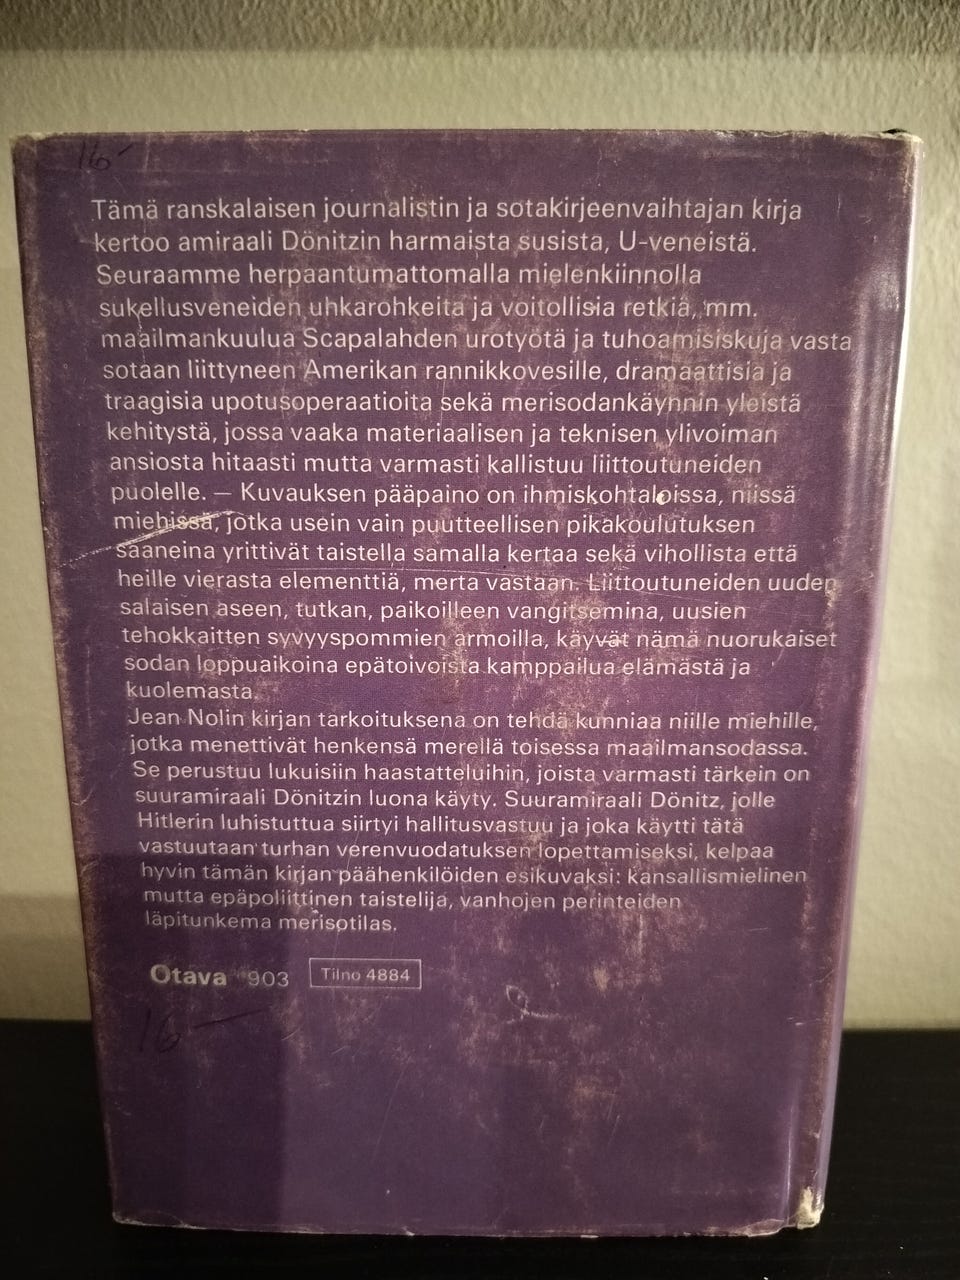 16-
Tämä ranskalaisen journalistin ja sotakirjeenvaihtajan kirja
kertoo amiraali Dönitzin harmaista susista, U-veneistä.
Seuraamme herpaantumattomalla mielenkiinnolla
sukellusveneiden uhkarohkeita ja voitollisia retkiä, mm.
maailmankuulua Scapalahden urotyötä ja tuhoamisiskuja vasta
sotaan liittyneen Amerikan rannikkovesille, dramaattisia ja
traagisia upotusoperaatioita sekä merisodankäynnin yleistä
kehitystä, jossa vaaka materiaalisen ja teknisen ylivoiman
ansiosta hitaasti mutta varmasti kallistuu liittoutuneiden
puolelle. — Kuvauksen pääpaino on ihmiskohtaloissa, niissä
miehissä, jotka usein vain puutteellisen pikakoulutuksen
saaneina yrittivät taistella samalla kertaa sekä vihollista että
heille vierasta elementtiä, merta vastaan. Liittoutuneiden uuden
salaisen aseen, tutkan, paikoilleen vangitsemina, uusien
tehokkaitten syvyyspommien armoilla, käyvät nämä nuorukaiset
sodan loppuaikoina epätoivoista kamppailua elämästä ja
kuolemasta.
Jean Nolin kirjan tarkoituksena on tehdä kunniaa niille miehille,
jotka menettivät henkensä merellä toisessa maailmansodassa.
Se perustuu lukuisiin haastatteluihin, joista varmasti tärkein on
suuramiraali Dönitzin luona käyty. Suuramiraali Dönitz, jolle
Hitlerin luhistuttua siirtyi hallitusvastuu ja joka käytti tätä
vastuutaan turhan verenvuodatuksen lopettamiseksi, kelpaa
hyvin tämän kirjan päähenkilöiden esikuvaksi: kansallismielinen
mutta epäpoliittinen taistelija, vanhojen perinteiden
läpitunkema merisotilas.
Otava 903 Tilno 4884
16—